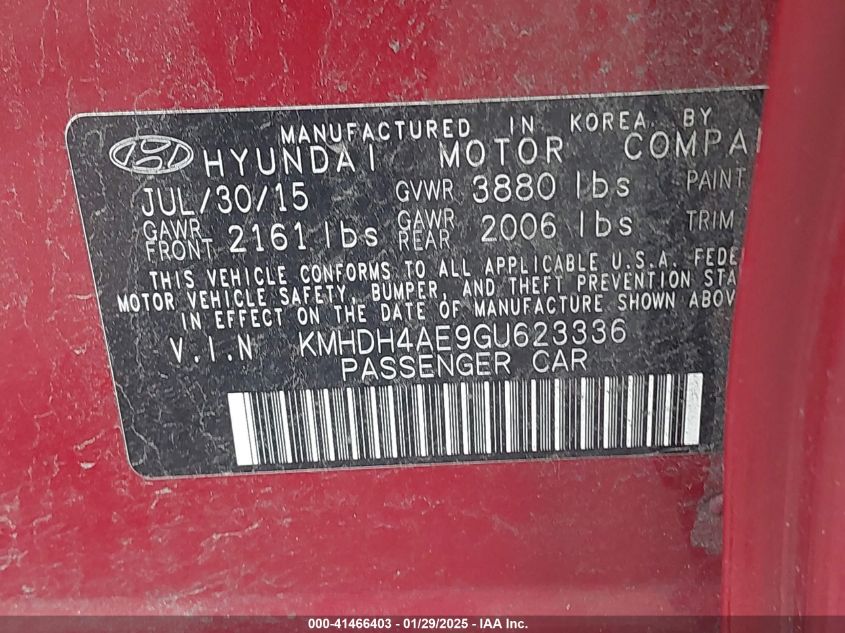 MANUFACTURED IN KOREA BY
HYUNDAI MOTOR
JUL/30/15 GVWR 3880 lbs PAINT
GAWR FRONT 2161 lbs GAWR REAR 2006 lbs TRIM
THIS VEHICLE CONFORMS TO ALL APPLICABLE U.S.A. FEDE
MOTOR VEHICLE SAFETY, BUMPER, AND THEFT PREVENTION STA
IN EFFECT ON THE DATE OF MANUFACTURE SHOWN ABOV
V.I.N KMHDH4AE9GU623336
PASSENGER CAR
000-41466403 - 01/29/2025 - IAA Inc.